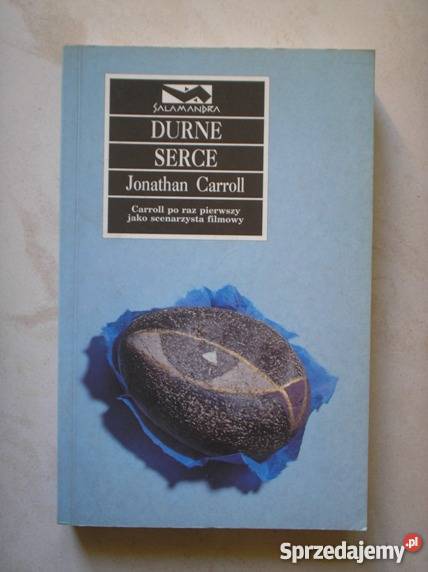 SALAMANDRA
DURNE
SERCE
Jonathan Carroll
Carroll po raz pierwszy
jako scenarzysta filmowy
Sprzedajemy.pl